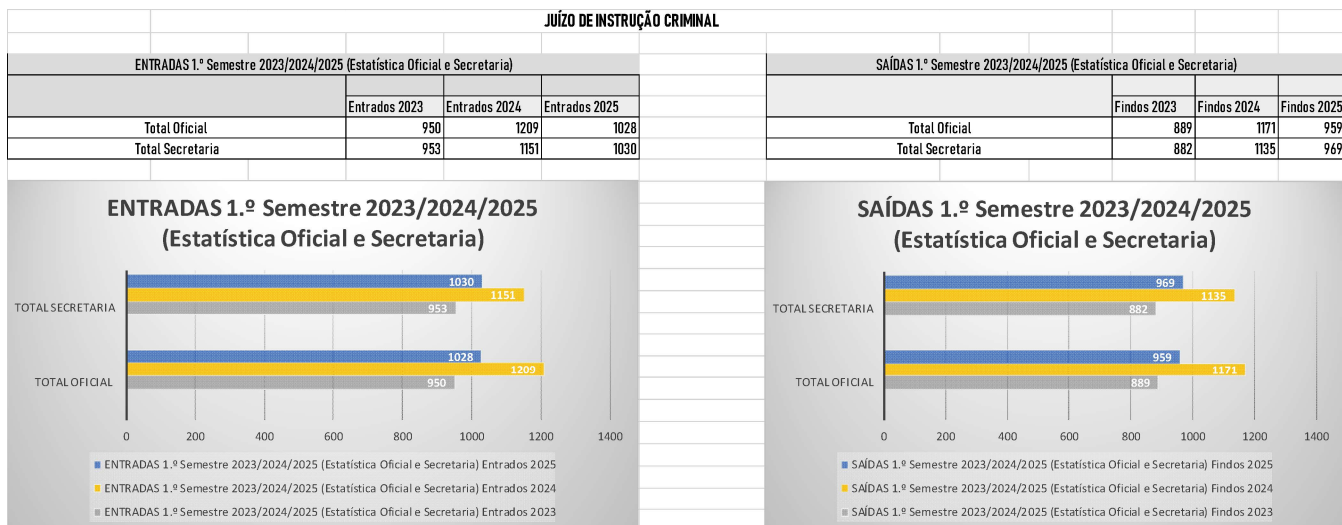 JUÍZO DE INSTRUÇÃO CRIMINAL
ENTRADAS 1.º Semestre 2023/2024/2025 (Estatística Oficial e Secretaria)
Entrados 2023 Entrados 2024 Entrados 2025
Total Oficial 950 1209 1028
Total Secretaria 953 1151 1030
SAÍDAS 1.º Semestre 2023/2024/2025 (Estatística Oficial e Secretaria)
Findos 2023 Findos 2024 Findos 2025
Total Oficial 889 1171 959
Total Secretaria 882 1135 969
ENTRADAS 1.º Semestre 2023/2024/2025
(Estatística Oficial e Secretaria)
1030
1151
TOTAL SECRETARIA
953
1028
1209
TOTAL OFICIAL
950
0 200 400 600 800 1000 1200 1400
ENTRADAS 1.º Semestre 2023/2024/2025 (Estatística Oficial e Secretaria) Entrados 2025
ENTRADAS 1.º Semestre 2023/2024/2025 (Estatística Oficial e Secretaria) Entrados 2024
ENTRADAS 1.º Semestre 2023/2024/2025 (Estatística Oficial e Secretaria) Entrados 2023
SAÍDAS 1.º Semestre 2023/2024/2025
(Estatística Oficial e Secretaria)
969
1135
TOTAL SECRETARIA
882
959
1171
TOTAL OFICIAL
889
0 200 400 600 800 1000 1200 1400
SAÍDAS 1.º Semestre 2023/2024/2025 (Estatística Oficial e Secretaria) Findos 2025
SAÍDAS 1.º Semestre 2023/2024/2025 (Estatística Oficial e Secretaria) Findos 2024
SAÍDAS 1.º Semestre 2023/2024/2025 (Estatística Oficial e Secretaria) Findos 2023